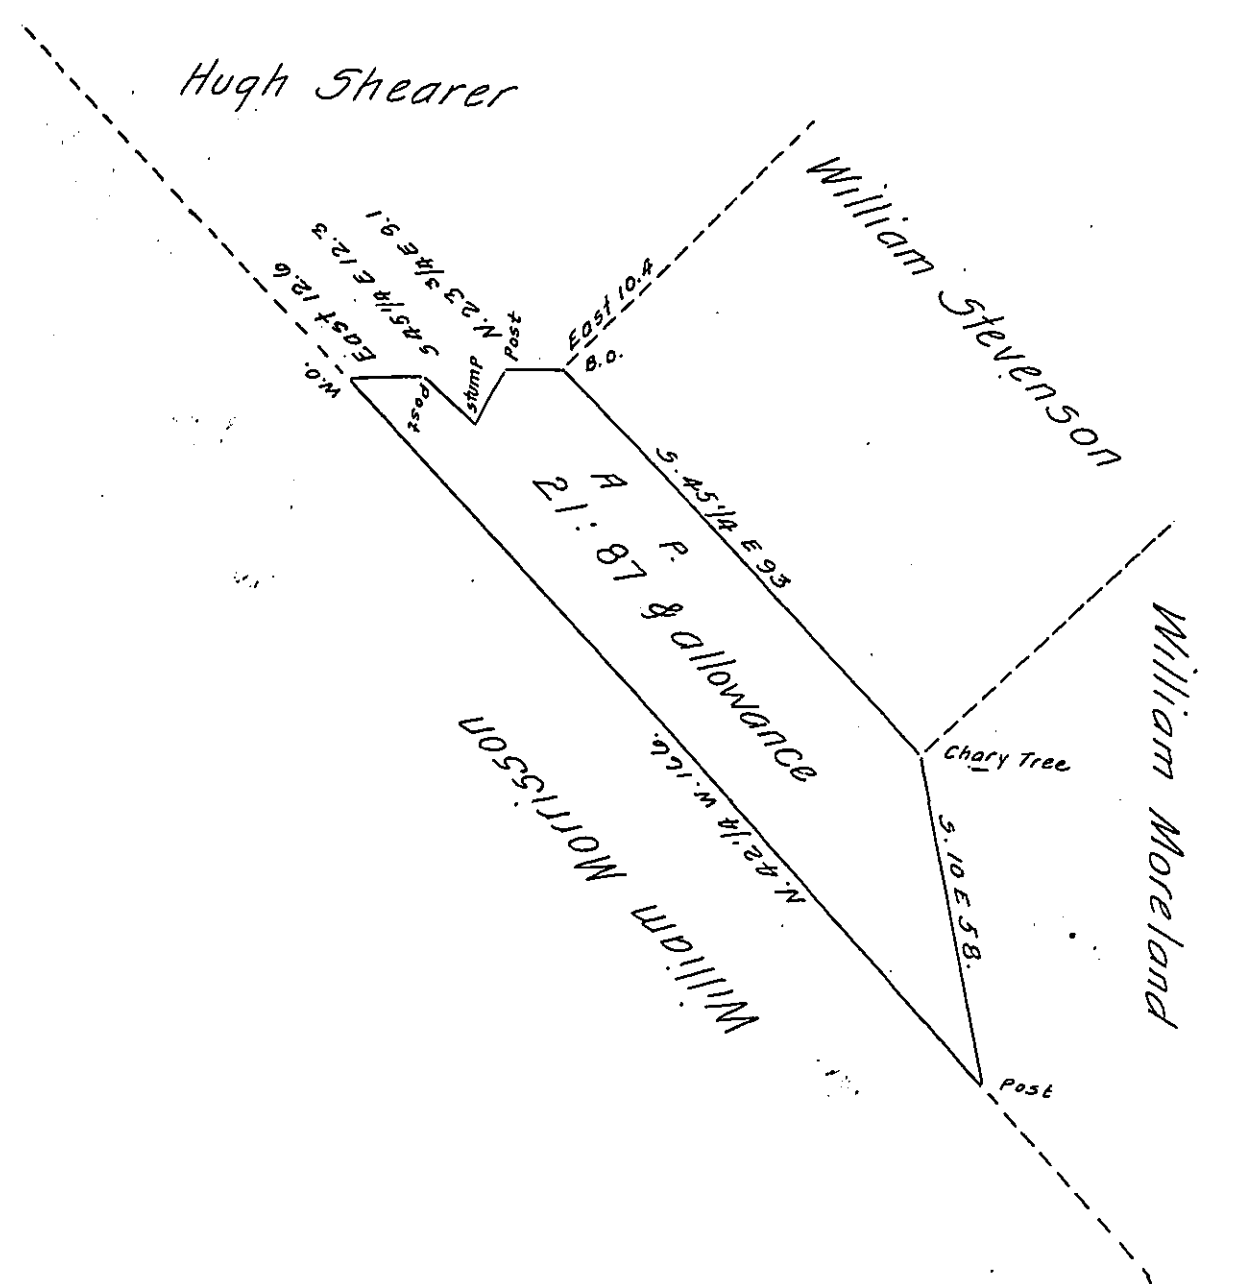 Hugh Shearer
William Stevenson
William Moreland
William Morrisson
East 12.6
S 45 1/4 E 12.3
N. 23 3/4 E 9.1
East 10.4
W.O.
Post
Stump
Post
B.O.
S. 45 1/4 E 93
A P.
21: 87 & allowance
Chary Tree
S. 10 E 58.
N. 42 1/4 W. 166.
Post